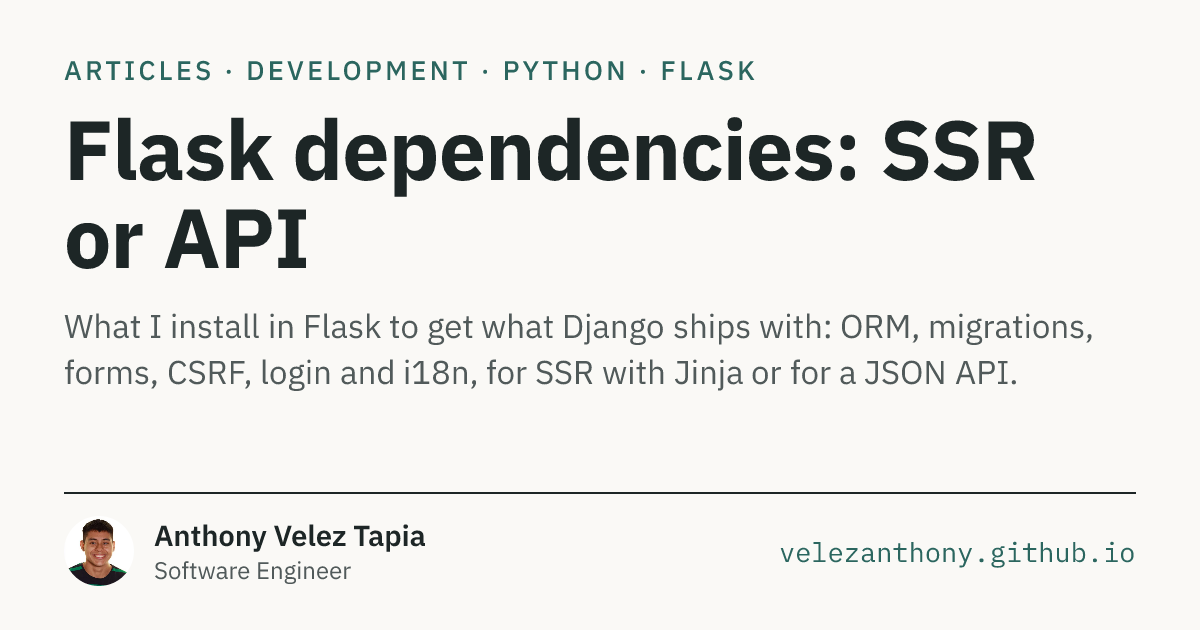 ARTICLES · DEVELOPMENT · PYTHON · FLASK
Flask dependencies: SSR
or API
What I install in Flask to get what Django ships with: ORM, migrations,
forms, CSRF, login and i18n, for SSR with Jinja or for a JSON API.
Anthony Velez Tapia
Software Engineer
velezanthony.github.io